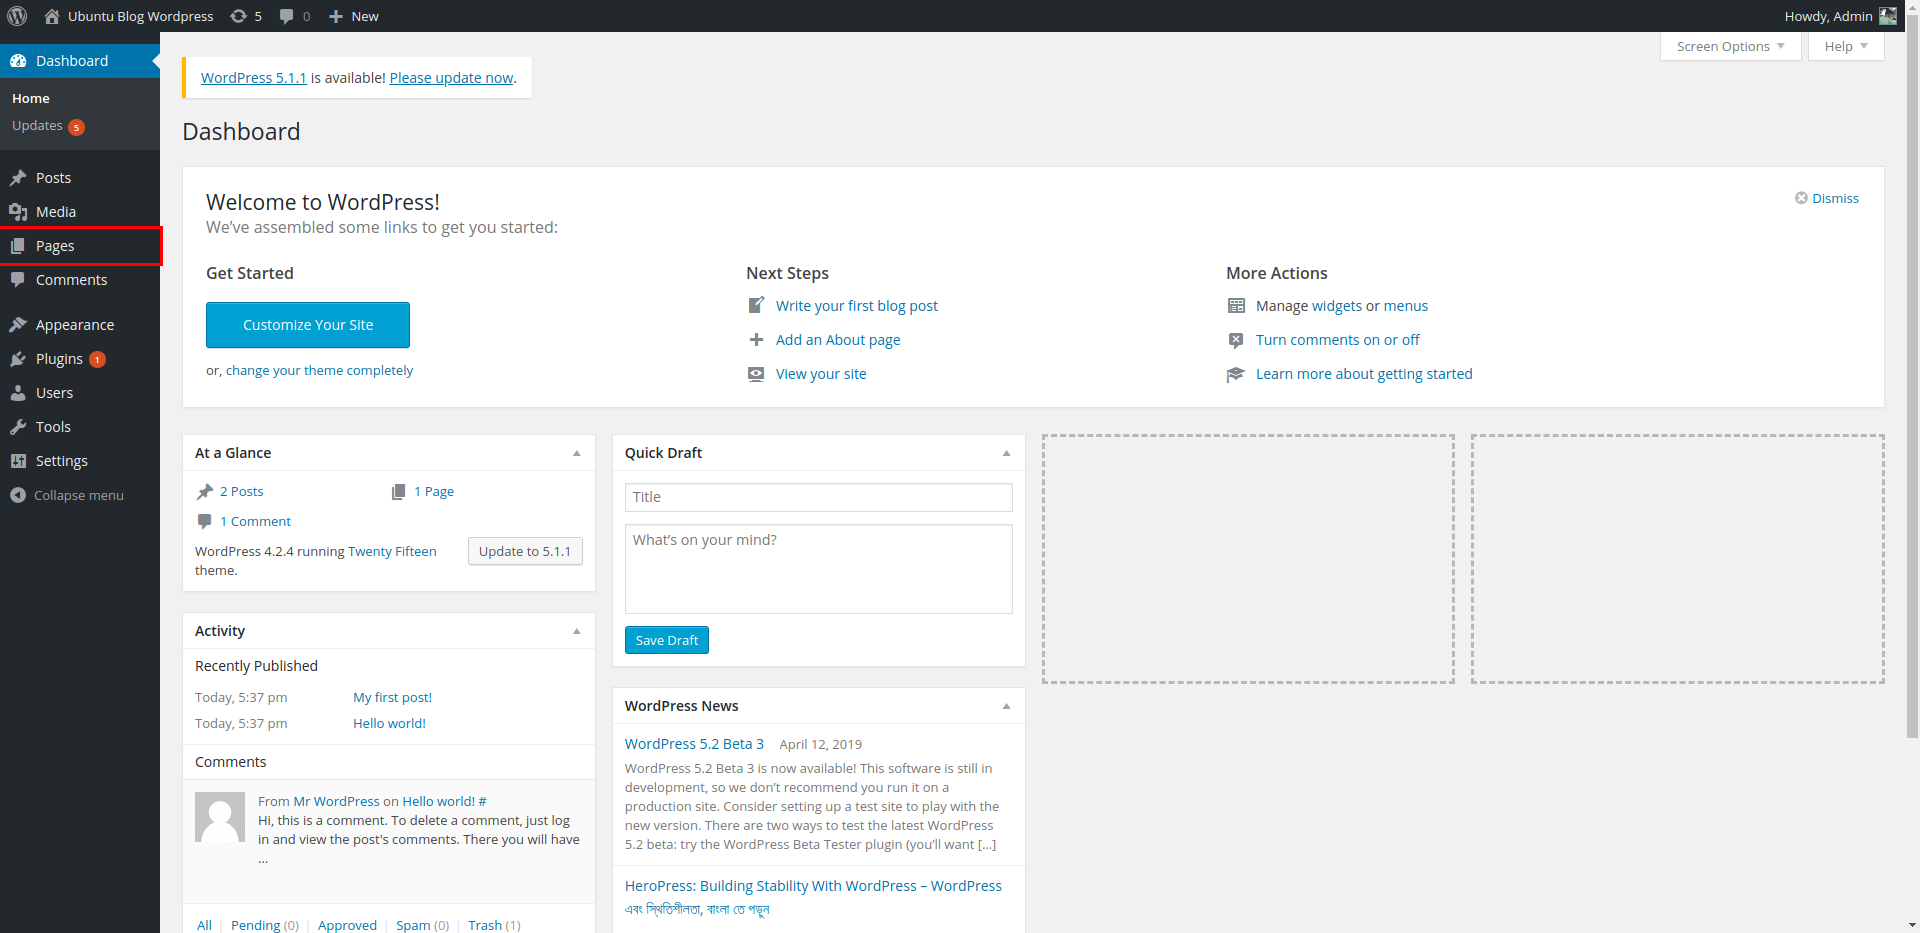 Ubuntu Blog Wordpress 5 0 New Howdy, Admin
Dashboard
Home
Updates 5
Posts
Media
Pages
Comments
Appearance
Plugins 1
Users
Tools
Settings
Collapse menu
Screen Options Help
WordPress 5.1.1 is available! Please update now.
Dashboard
Welcome to WordPress!
We’ve assembled some links to get you started:
Dismiss
Get Started
Customize Your Site
or, change your theme completely
Next Steps
Write your first blog post
Add an About page
View your site
More Actions
Manage widgets or menus
Turn comments on or off
Learn more about getting started
At a Glance
2 Posts 1 Page
1 Comment
WordPress 4.2.4 running Twenty Fifteen
theme.
Update to 5.1.1
Activity
Recently Published
Today, 5:37 pm My first post!
Today, 5:37 pm Hello world!
Comments
From Mr WordPress on Hello world! #
Hi, this is a comment. To delete a comment, just log
in and view the post's comments. There you will have
...
All | Pending (0) | Approved | Spam (0) | Trash (1)
Quick Draft
Title
What’s on your mind?
Save Draft
WordPress News
WordPress 5.2 Beta 3 April 12, 2019
WordPress 5.2 Beta 3 is now available! This software is still in
development, so we don’t recommend you run it on a
production site. Consider setting up a test site to play with the
new version. There are two ways to test the latest WordPress
5.2 beta: try the WordPress Beta Tester plugin (you’ll want […]
HeroPress: Building Stability With WordPress – WordPress
এবং স্থিতিশীলতা, বাংলা তে পড়ুন